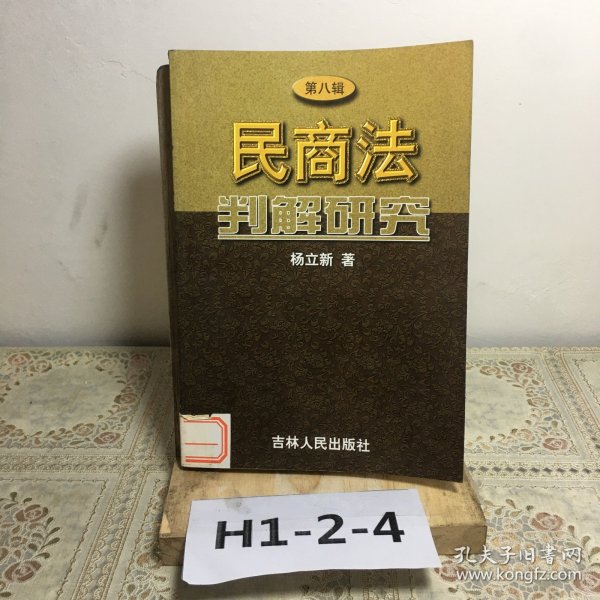 第八辑
民商法
判解研究
杨立新 著
吉林人民出版社
H1-2-4
孔夫子旧书网
www.kongfz.com